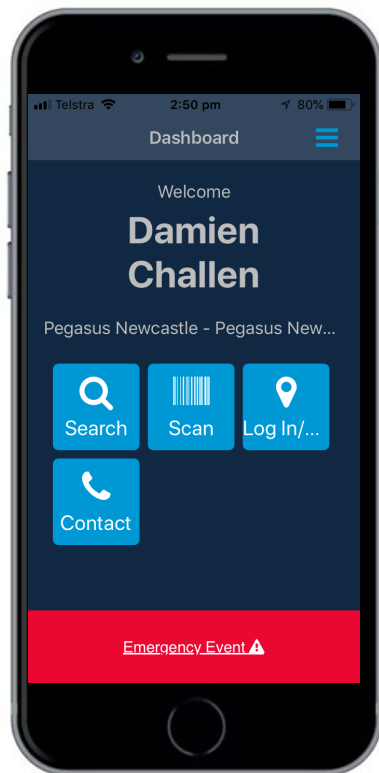 Telstra 2:50 pm 80%
Dashboard
Welcome
Damien
Challen
Pegasus Newcastle - Pegasus New...
Search Scan Log In/...
Contact
Emergency Event